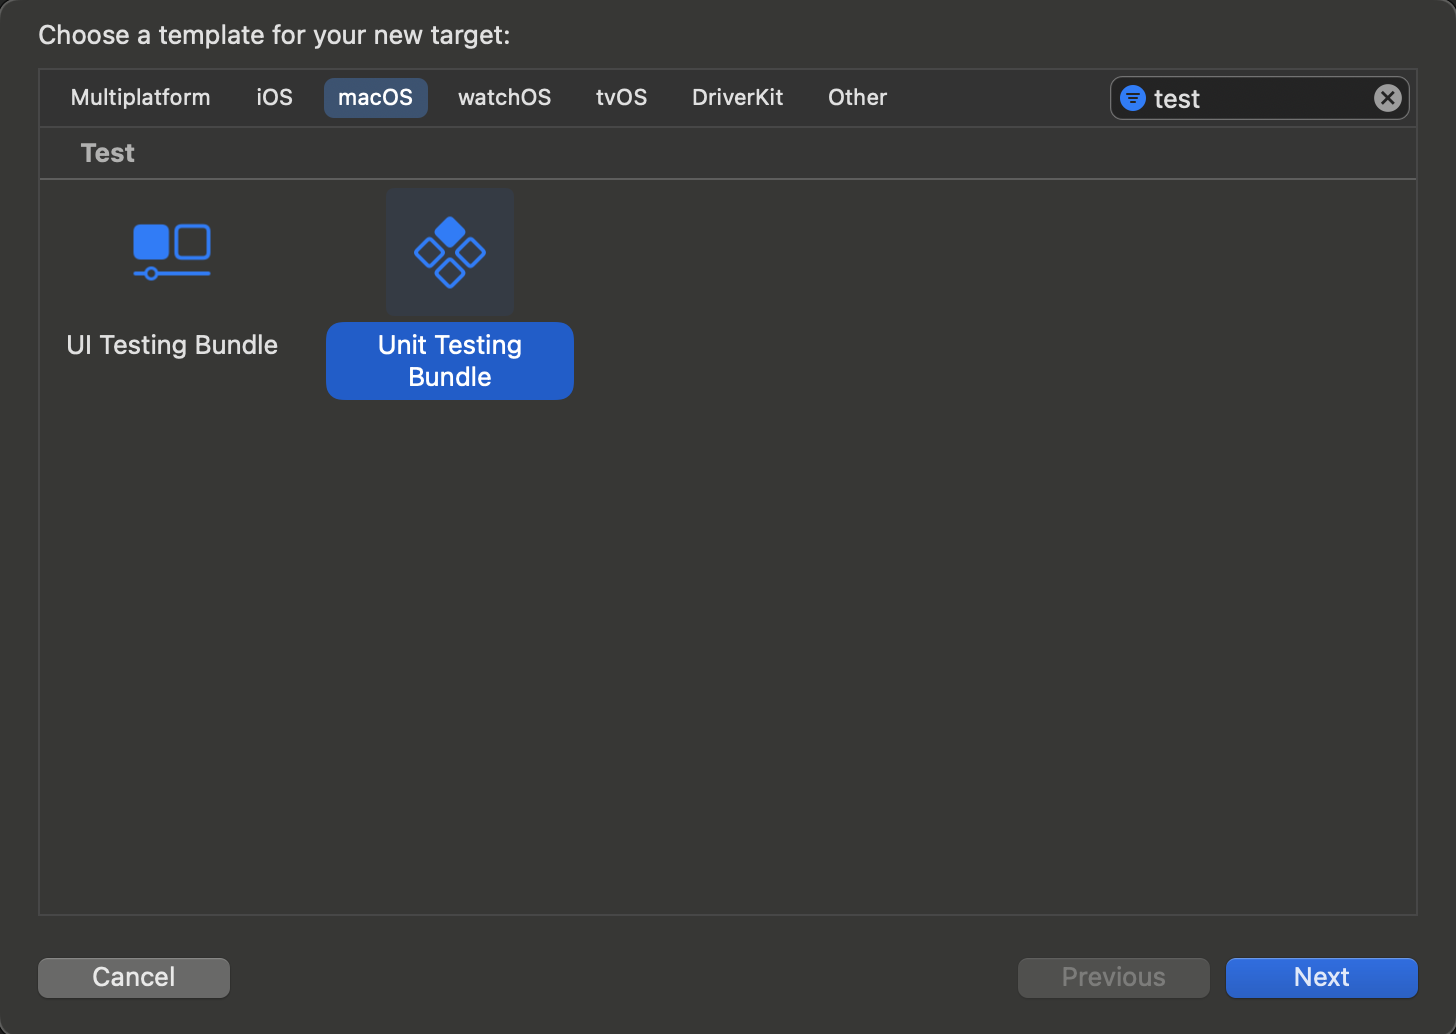 Choose a template for your new target:
Multiplatform iOS macOS watchOS tvOS DriverKit Other test
Test
UI Testing Bundle
Unit Testing
Bundle
Cancel Previous Next